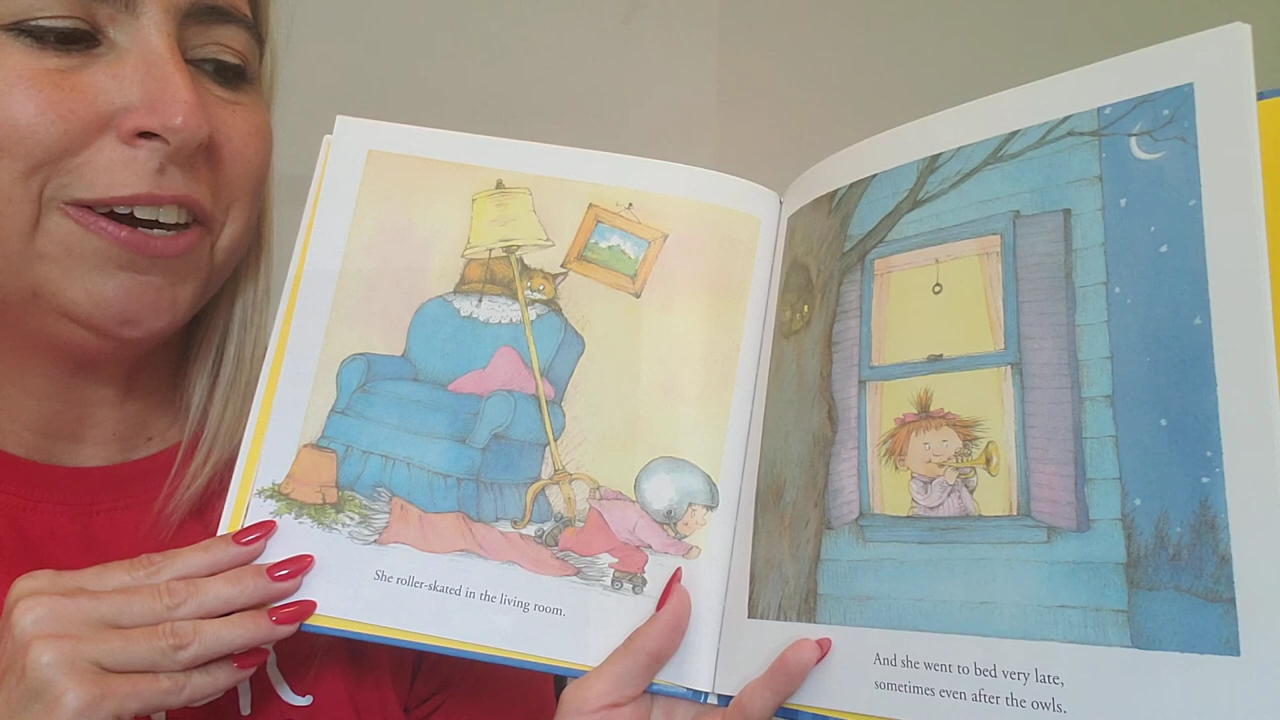 She roller-skated in the living room.
And she went to bed very late,
sometimes even after the owls.